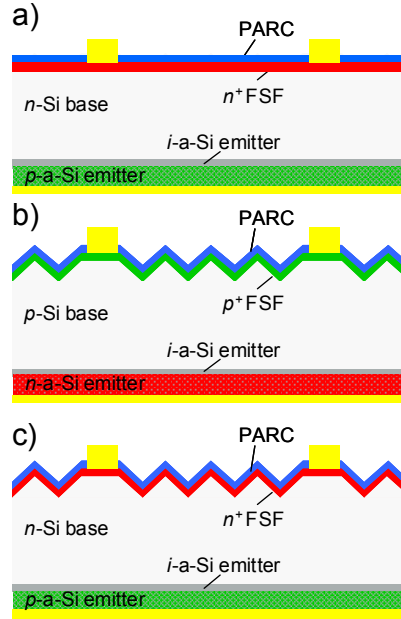 a)
PARC
n⁺FSF
n-Si base
i-a-Si emitter
p-a-Si emitter
b)
PARC
p⁺FSF
p-Si base
i-a-Si emitter
n-a-Si emitter
c)
PARC
n⁺FSF
n-Si base
i-a-Si emitter
p-a-Si emitter